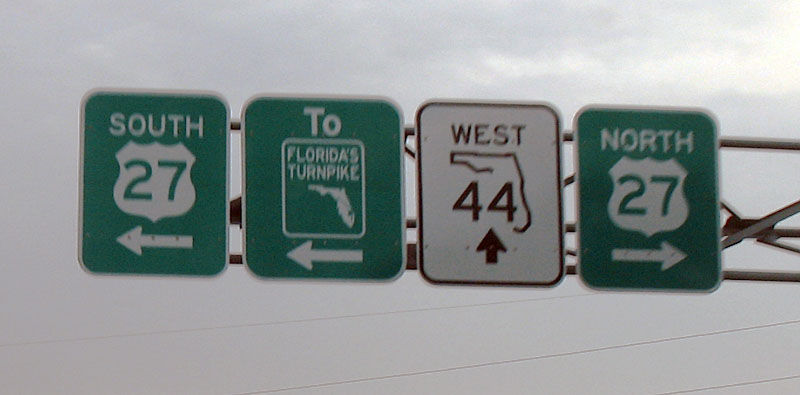 SOUTH
27
To
FLORIDA'S
TURNPIKE
WEST
44
NORTH
27